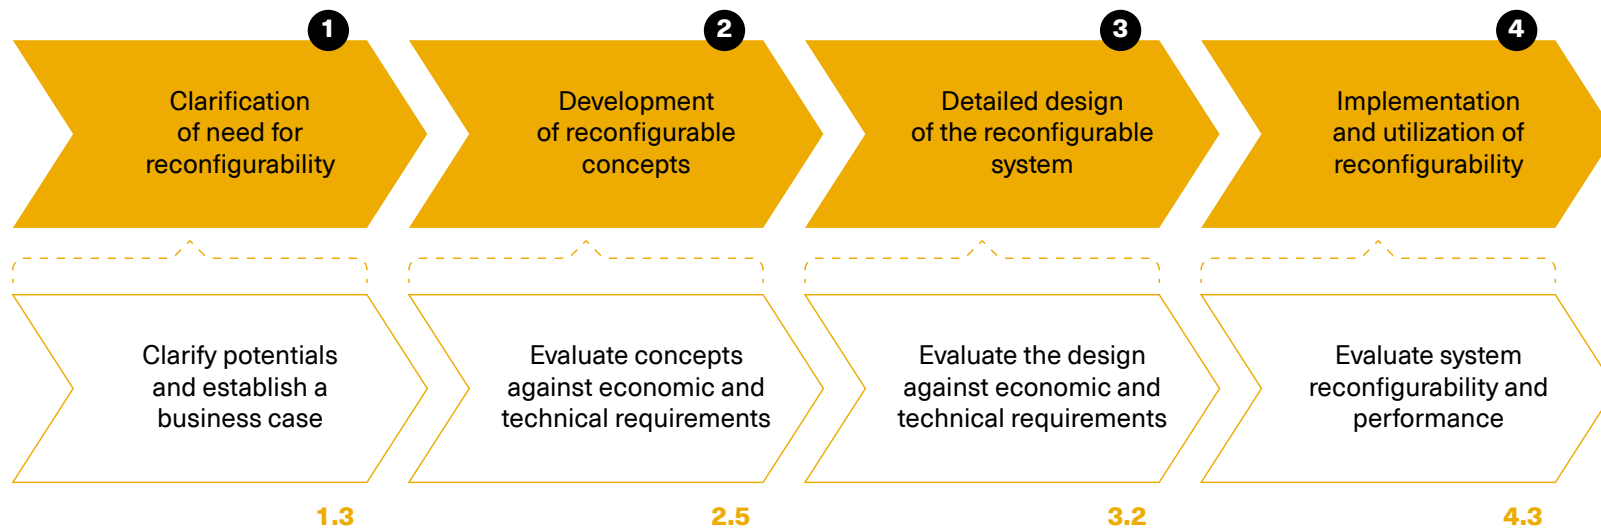 1
2
3
4
Clarification
of need for
reconfigurability
Development
of reconfigurable
concepts
Detailed design
of the reconfigurable
system
Implementation
and utilization of
reconfigurability
Clarify potentials
and establish a
business case
Evaluate concepts
against economic and
technical requirements
Evaluate the design
against economic and
technical requirements
Evaluate system
reconfigurability and
performance
1.3
2.5
3.2
4.3